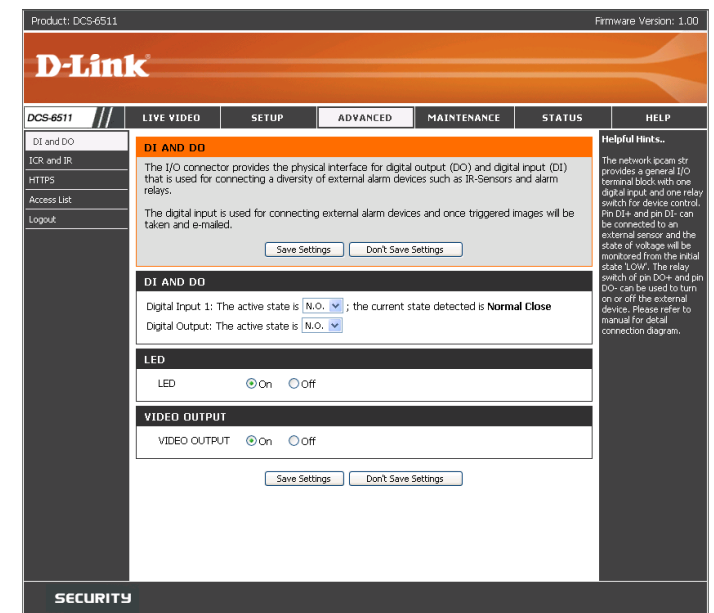 Product: DCS-6511
Firmware Version: 1.00
D-Link
DCS-6511
LIVE VIDEO
SETUP
ADVANCED
MAINTENANCE
STATUS
HELP
DI and DO
ICR and IR
HTTPS
Access List
Logout
DI AND DO
The I/O connector provides the physical interface for digital output (DO) and digital input (DI)
that is used for connecting a diversity of external alarm devices such as IR-Sensors and alarm
relays.
The digital input is used for connecting external alarm devices and once triggered images will be
taken and e-mailed.
Save Settings
Don't Save Settings
DI AND DO
Digital Input 1: The active state is N.O. ; the current state detected is Normal Close
Digital Output: The active state is N.O.
LED
LED On Off
VIDEO OUTPUT
VIDEO OUTPUT On Off
Save Settings
Don't Save Settings
Helpful Hints..
The network ipcam str
provides a general I/O
terminal block with one
digital input and one relay
switch for device control.
Pin DI+ and pin DI- can
be connected to an
external sensor and the
state of voltage will be
monitored from the initial
state 'LOW'. The relay
switch of pin DO+ and pin
DO- can be used to turn
on or off the external
device. Please refer to
manual for detail
connection diagram.
SECURITY